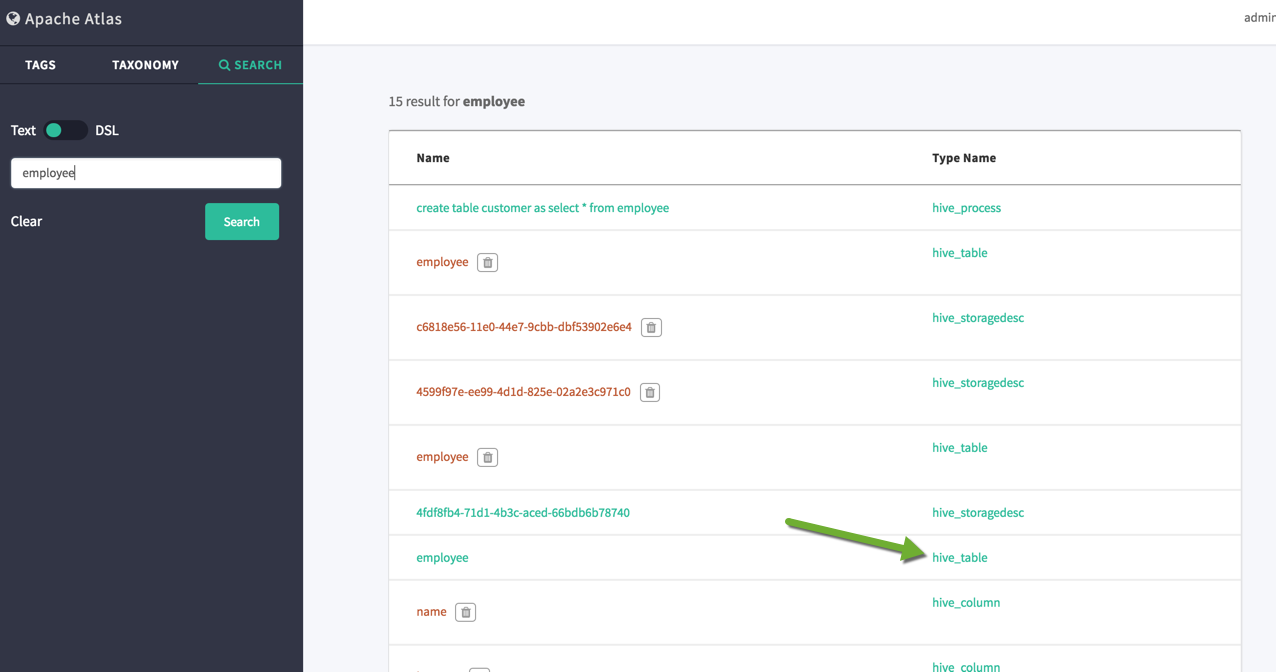 Apache Atlas
admin
TAGS TAXONOMY SEARCH
Text DSL
employee
Clear Search
15 result for employee
Name Type Name
create table customer as select * from employee hive_process
employee hive_table
c6818e56-11e0-44e7-9cbb-dbf53902e6e4 hive_storagedesc
4599f97e-ee99-4d1d-825e-02a2e3c971c0 hive_storagedesc
employee hive_table
4fdf8fb4-71d1-4b3c-aced-66bdb6b78740 hive_storagedesc
employee hive_table
name hive_column
hive_column